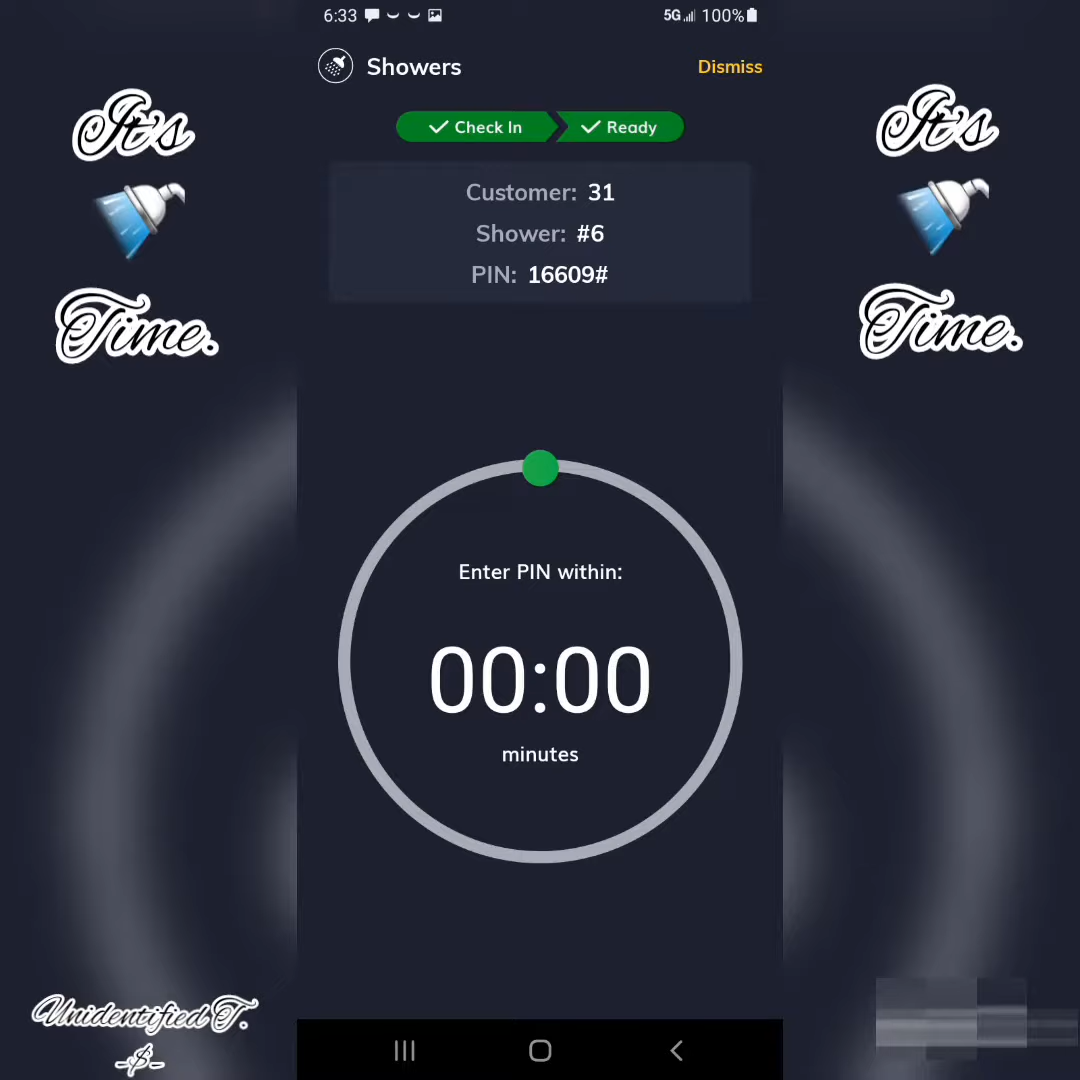 6:33 5G 100%
Showers Dismiss
Check In Ready
Customer: 31
Shower: #6
PIN: 16609#
Enter PIN within:
00:00
minutes
It's
Time.
It's
Time.
Unidentified T.
-$-